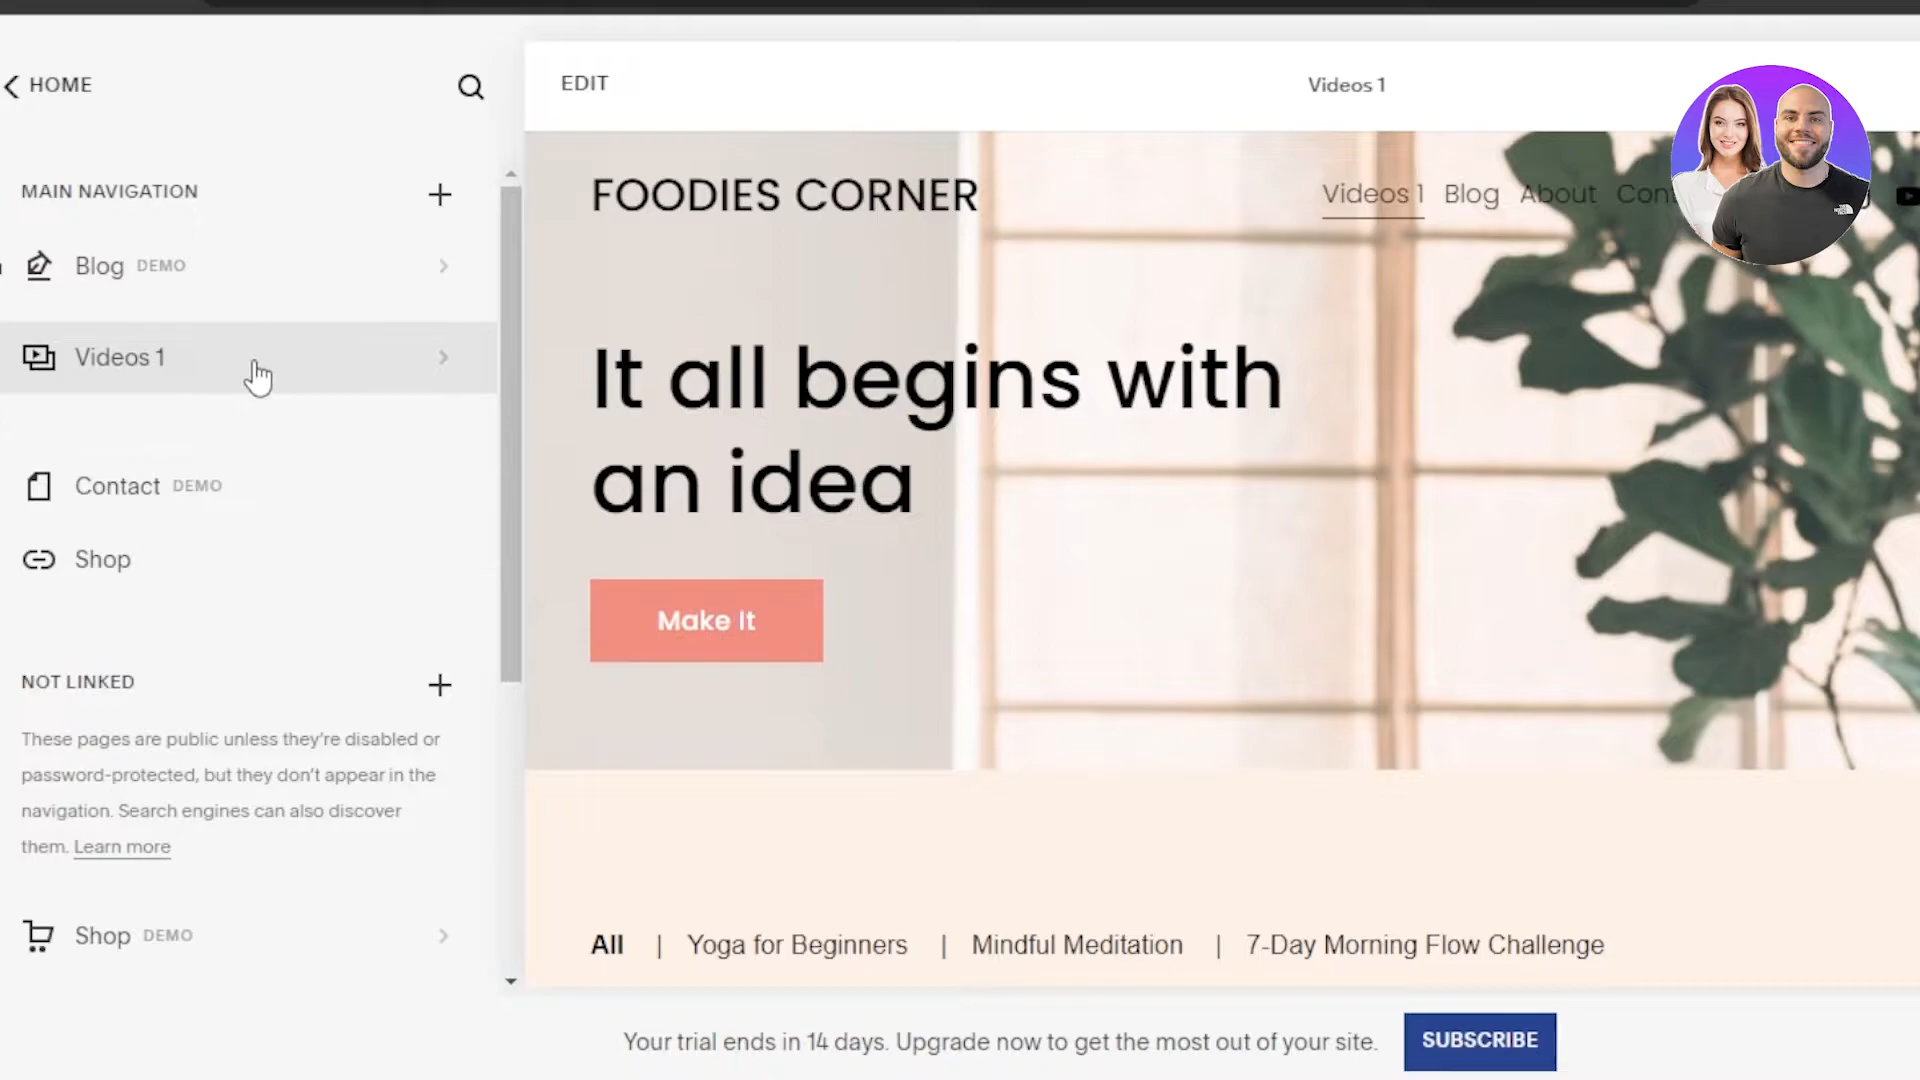 HOME
MAIN NAVIGATION
Blog DEMO
Videos 1
Contact DEMO
Shop
NOT LINKED
These pages are public unless they're disabled or
password-protected, but they don't appear in the
navigation. Search engines can also discover
them. Learn more
Shop DEMO
EDIT
Videos 1
FOODIES CORNER
Videos 1 Blog About
It all begins with
an idea
Make It
All | Yoga for Beginners | Mindful Meditation | 7-Day Morning Flow Challenge
Your trial ends in 14 days. Upgrade now to get the most out of your site.
SUBSCRIBE